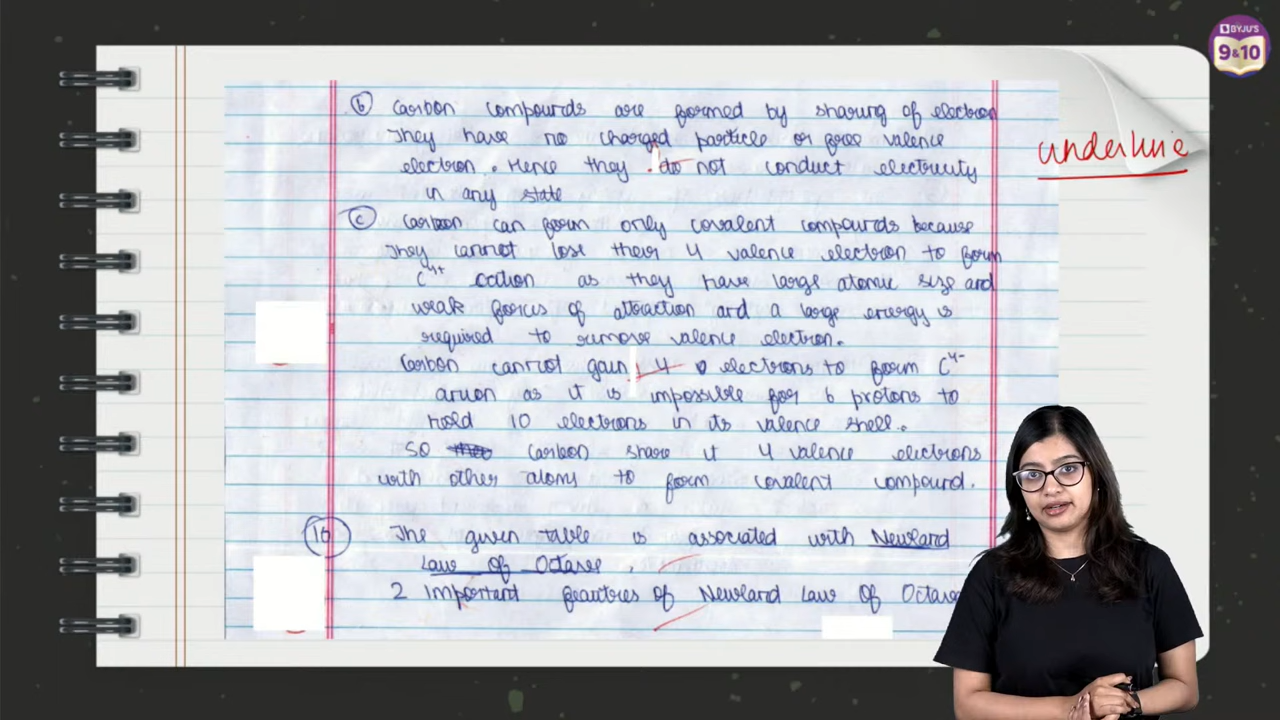 BYJU'S
9&10
underline
(b) Carbon compounds are formed by sharing of electron
They have no charged particle or free valence
electron. Hence they do not conduct electricity
in any state
(c) Carbon can form only covalent compounds because
They cannot lose their 4 valence electron to form
C4+ cation as they have large atomic size and
weak forces of attraction and a large energy is
required to remove valence electron.
Carbon cannot gain 4 electrons to form C4-
anion as it is impossible for 6 protons to
hold 10 electrons in its valence shell.
So carbon share it 4 valence electrons
with other atoms to form covalent compound.
16 The given table is associated with Newland
Law of Octave.
2 Important feautres of Newland Law Of Octave